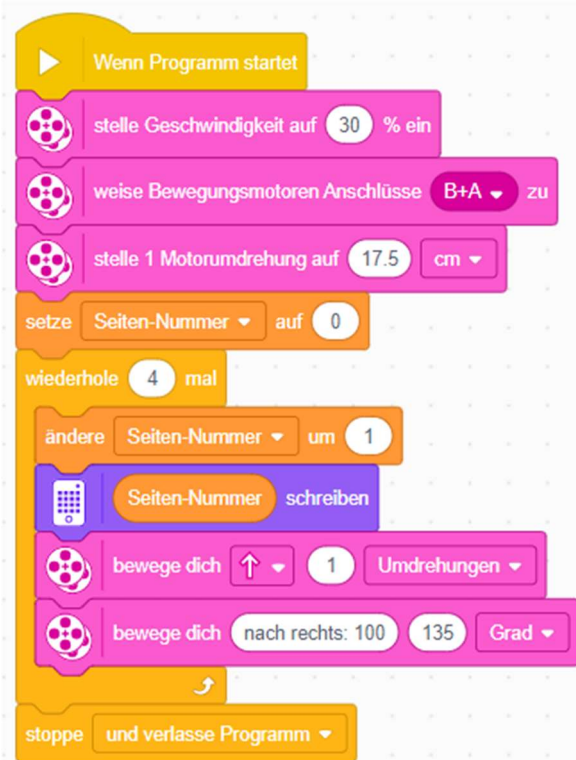 Wenn Programm startet
stelle Geschwindigkeit auf 30 % ein
weise Bewegungsmotoren Anschlüsse B+A zu
stelle 1 Motorumdrehung auf 17.5 cm
setze Seiten-Nummer auf 0
wiederhole 4 mal
ändere Seiten-Nummer um 1
Seiten-Nummer schreiben
bewege dich ↑ 1 Umdrehungen
bewege dich nach rechts: 100 135 Grad
stoppe und verlasse Programm